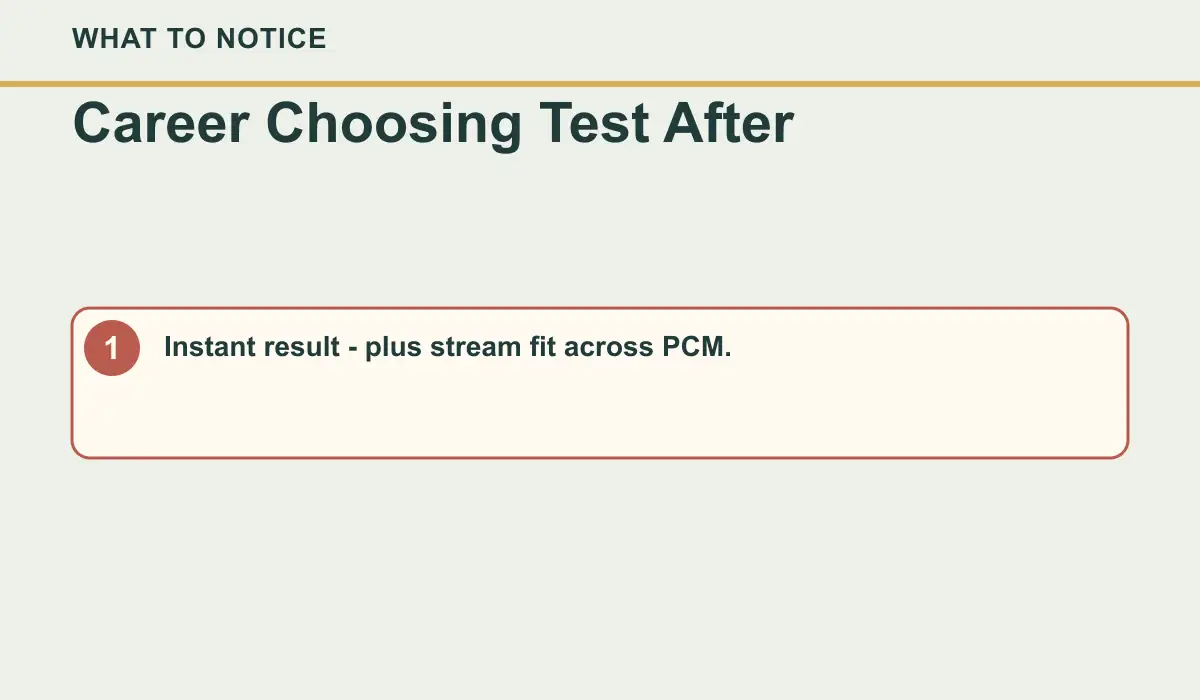 WHAT TO NOTICE
Career Choosing Test After
1 Instant result - plus stream fit across PCM.